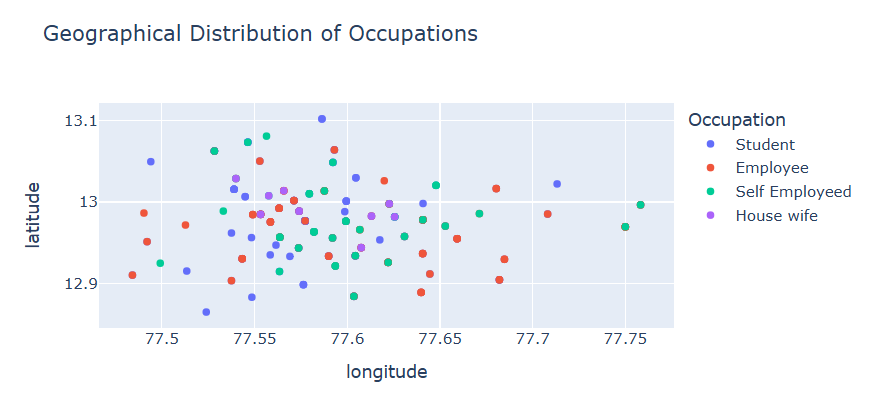 Geographical Distribution of Occupations
Occupation
Student
Employee
Self Employeed
House wife
latitude
13.1
13
12.9
77.5 77.55 77.6 77.65 77.7 77.75
longitude